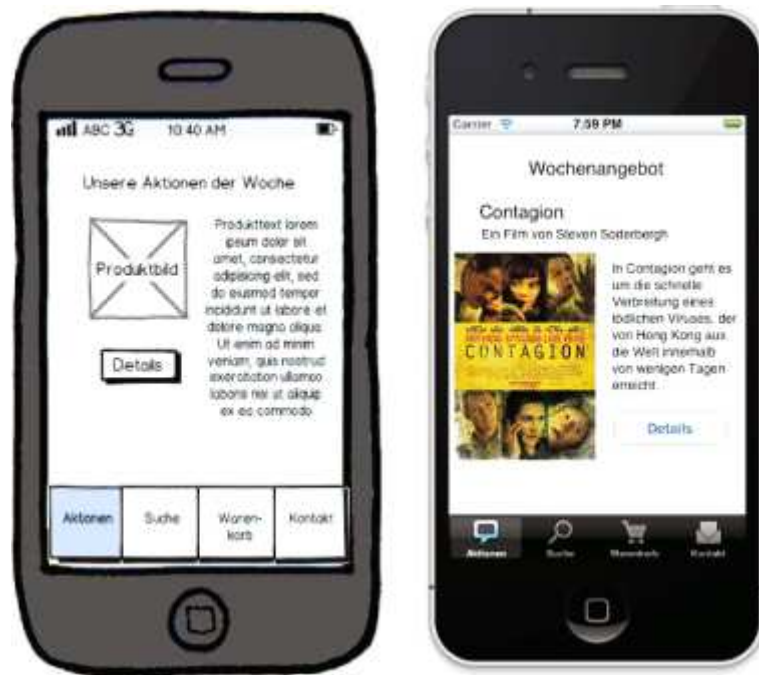 ABC 3G 10:40 AM
Unsere Aktionen der Woche
Produktbild
Produkttext lorem
ipsum dolor sit
amet, consectetur
adipisicing elit, sed
do eiusmod tempor
incididunt ut labore et
dolore magna aliqua.
Ut enim ad minim
veniam, quis nostrud
exercitation ullamco
laboris nisi ut aliquip
ex ea commodo
Details
Aktionen
Suche
Waren-
korb
Kontakt
Carrier 7:59 PM
Wochenangebot
Contagion
Ein Film von Steven Soderbergh
CONTAGION
In Contagion geht es
um die schnelle
Verbreitung eines
tödlichen Viruses, der
von Hong Kong aus
die Welt innerhalb
von wenigen Tagen
erreicht.
Details
Aktionen
Suche
Warenkorb
Kontakt